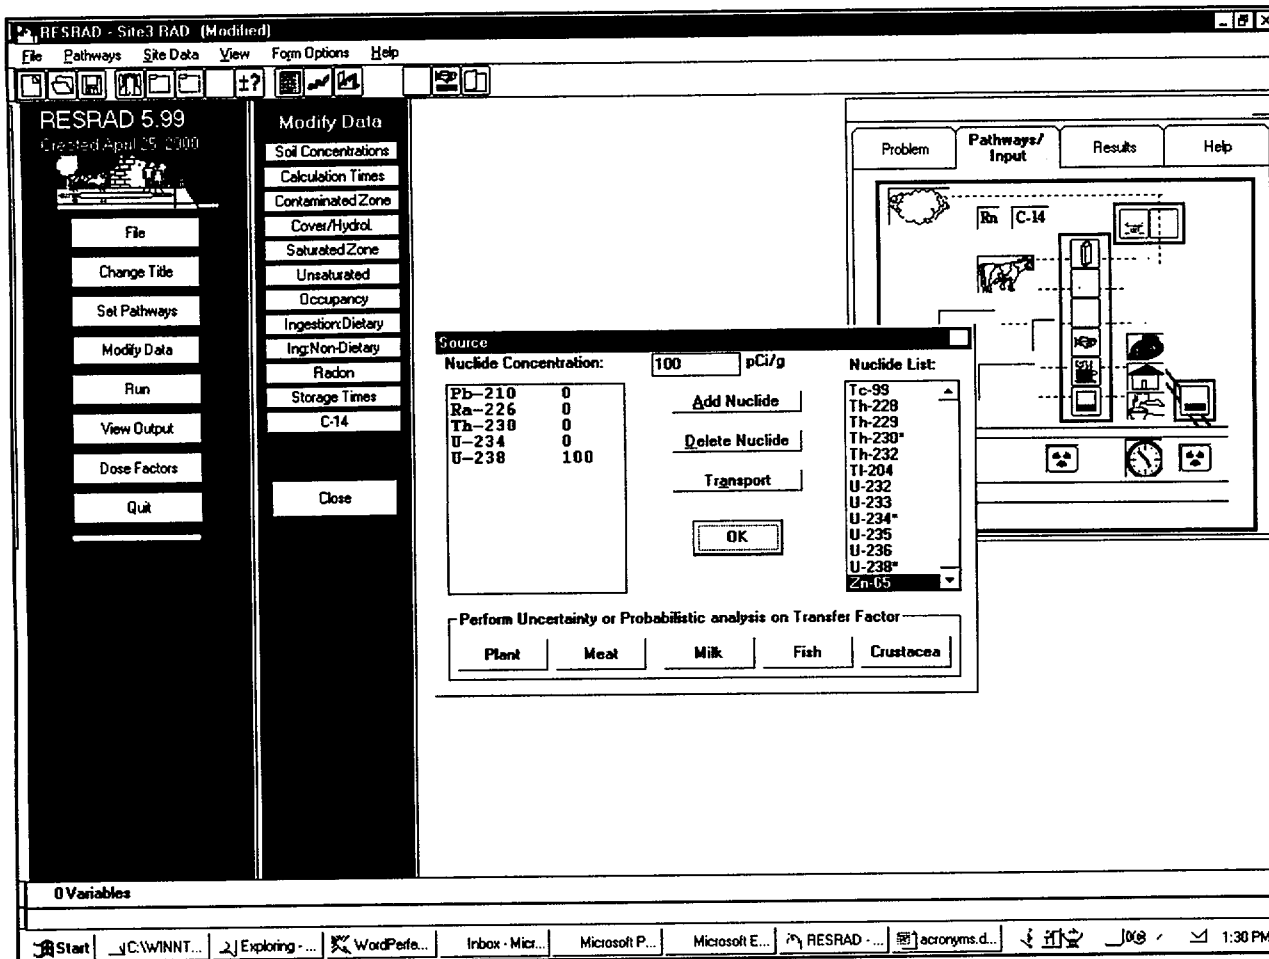 RESRAD - Site3 RAD (Modified)
File Pathways Site Data View Form Options Help
±?
RESRAD 5.99
Created April 25, 2000
File
Change Title
Set Pathways
Modify Data
Run
View Output
Dose Factors
Quit
Modify Data
Soil Concentrations
Calculation Times
Contaminated Zone
Cover/Hydrol.
Saturated Zone
Unsaturated
Occupancy
Ingestion:Dietary
Ing:Non-Dietary
Radon
Storage Times
C-14
Close
Problem Pathways/ Input Results Help
Rn C-14
Source
Nuclide Concentration: 100 pCi/g Nuclide List:
Pb-210 0
Ra-226 0
Th-230 0
U-234 0
U-238 100
Add Nuclide
Delete Nuclide
Transport
OK
Tc-99
Th-228
Th-229
Th-230*
Th-232
Tl-204
U-232
U-233
U-234*
U-235
U-236
U-238*
Zn-65
Perform Uncertainty or Probabilistic analysis on Transfer Factor
Plant Meat Milk Fish Crustacea
0 Variables
Start C:\WINNT... Exploring - ... WordPerfe... Inbox - Micr... Microsoft P... Microsoft E... RESRAD - ... acronyms.d... 1:30 PM